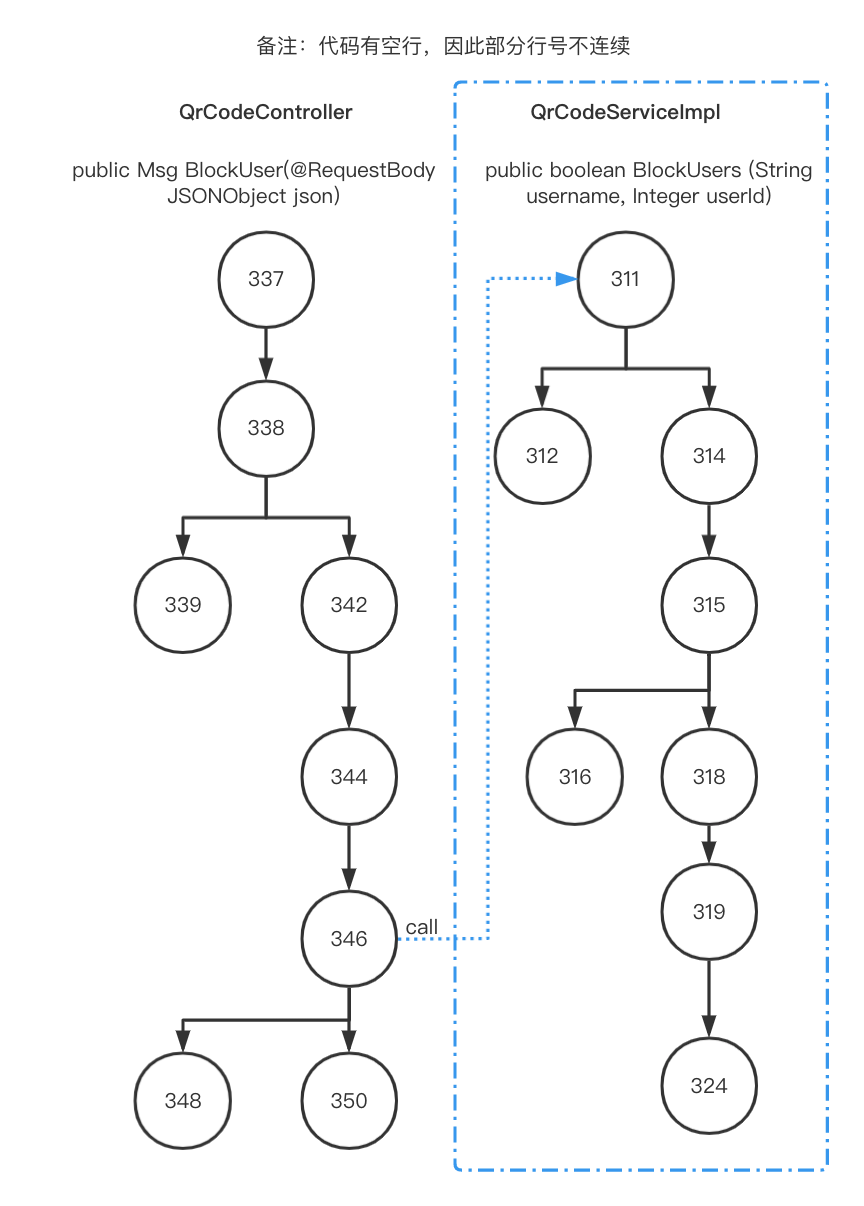 备注：代码有空行，因此部分行号不连续
QrCodeController
public Msg BlockUser(@RequestBody
JSONObject json)
337
338
339
342
344
346
call
348
350
QrCodeServiceImpl
public boolean BlockUsers (String
username, Integer userId)
311
312
314
315
316
318
319
324